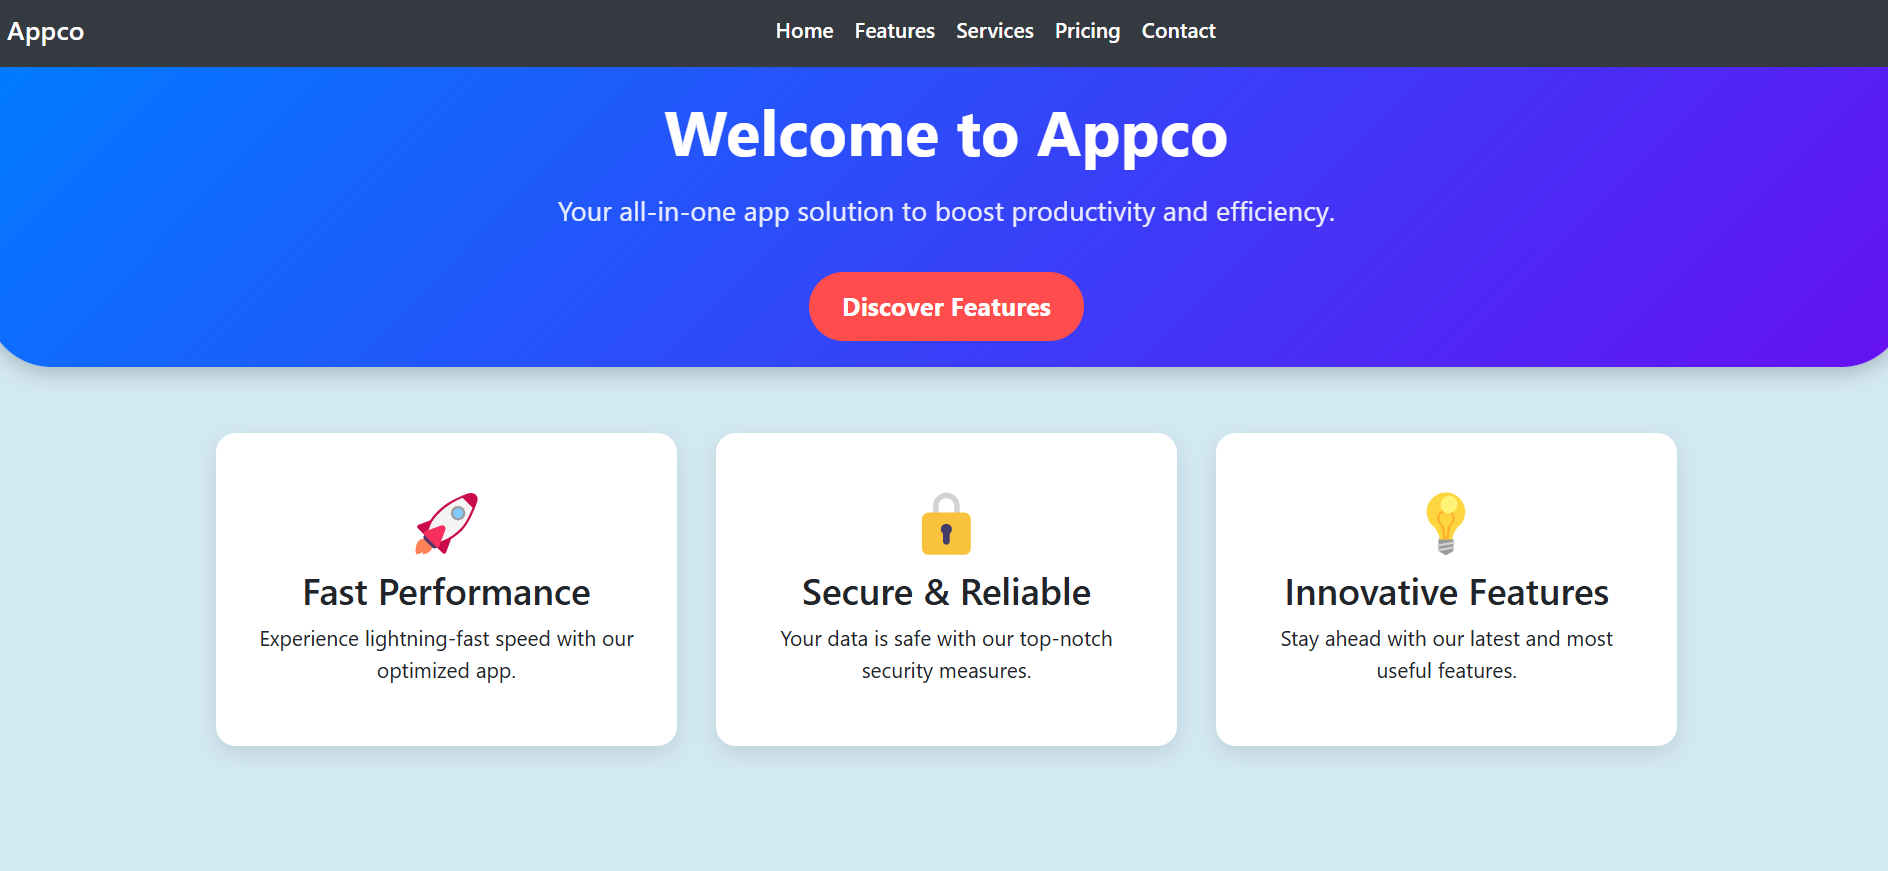 Appco
Home Features Services Pricing Contact
Welcome to Appco
Your all-in-one app solution to boost productivity and efficiency.
Discover Features
Fast Performance
Experience lightning-fast speed with our
optimized app.
Secure & Reliable
Your data is safe with our top-notch
security measures.
Innovative Features
Stay ahead with our latest and most
useful features.